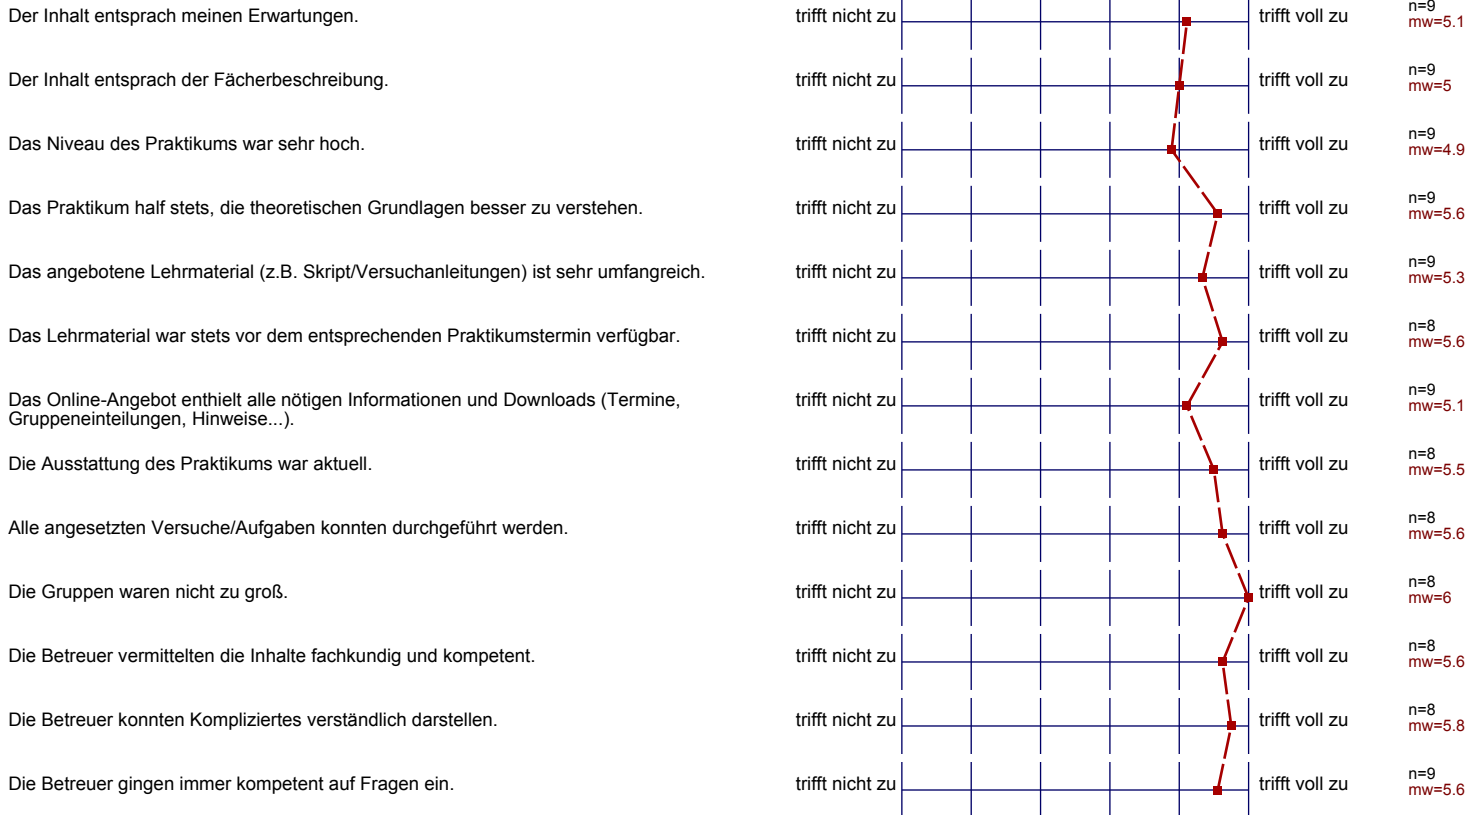 Der Inhalt entsprach meinen Erwartungen. trifft nicht zu trifft voll zu n=9
mw=5.1
Der Inhalt entsprach der Fächerbeschreibung. trifft nicht zu trifft voll zu n=9
mw=5
Das Niveau des Praktikums war sehr hoch. trifft nicht zu trifft voll zu n=9
mw=4.9
Das Praktikum half stets, die theoretischen Grundlagen besser zu verstehen. trifft nicht zu trifft voll zu n=9
mw=5.6
Das angebotene Lehrmaterial (z.B. Skript/Versuchanleitungen) ist sehr umfangreich. trifft nicht zu trifft voll zu n=9
mw=5.3
Das Lehrmaterial war stets vor dem entsprechenden Praktikumstermin verfügbar. trifft nicht zu trifft voll zu n=8
mw=5.6
Das Online-Angebot enthielt alle nötigen Informationen und Downloads (Termine, trifft nicht zu trifft voll zu n=9
Gruppeneinteilungen, Hinweise...). mw=5.1
Die Ausstattung des Praktikums war aktuell. trifft nicht zu trifft voll zu n=8
mw=5.5
Alle angesetzten Versuche/Aufgaben konnten durchgeführt werden. trifft nicht zu trifft voll zu n=8
mw=5.6
Die Gruppen waren nicht zu groß. trifft nicht zu trifft voll zu n=8
mw=6
Die Betreuer vermittelten die Inhalte fachkundig und kompetent. trifft nicht zu trifft voll zu n=8
mw=5.6
Die Betreuer konnten Kompliziertes verständlich darstellen. trifft nicht zu trifft voll zu n=8
mw=5.8
Die Betreuer gingen immer kompetent auf Fragen ein. trifft nicht zu trifft voll zu n=9
mw=5.6